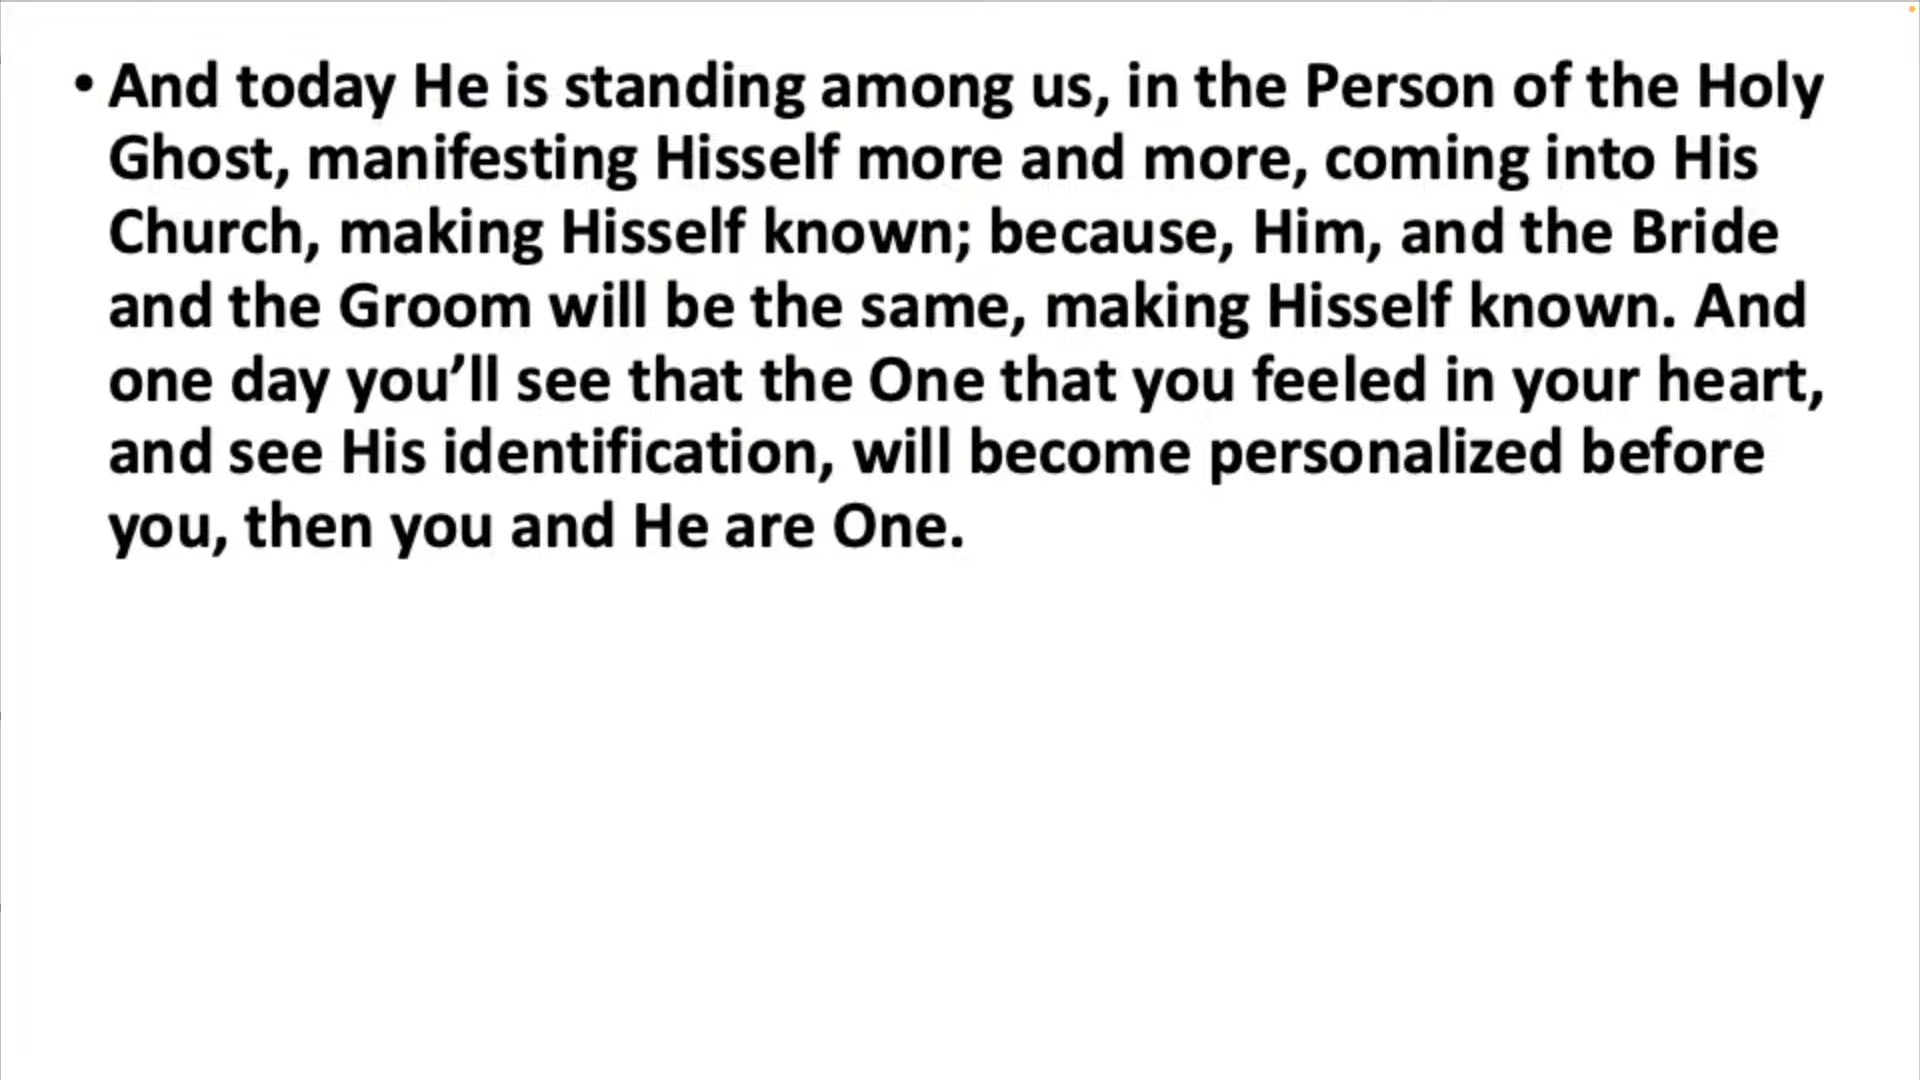 • And today He is standing among us, in the Person of the Holy
Ghost, manifesting Hisself more and more, coming into His
Church, making Hisself known; because, Him, and the Bride
and the Groom will be the same, making Hisself known. And
one day you’ll see that the One that you feeled in your heart,
and see His identification, will become personalized before
you, then you and He are One.